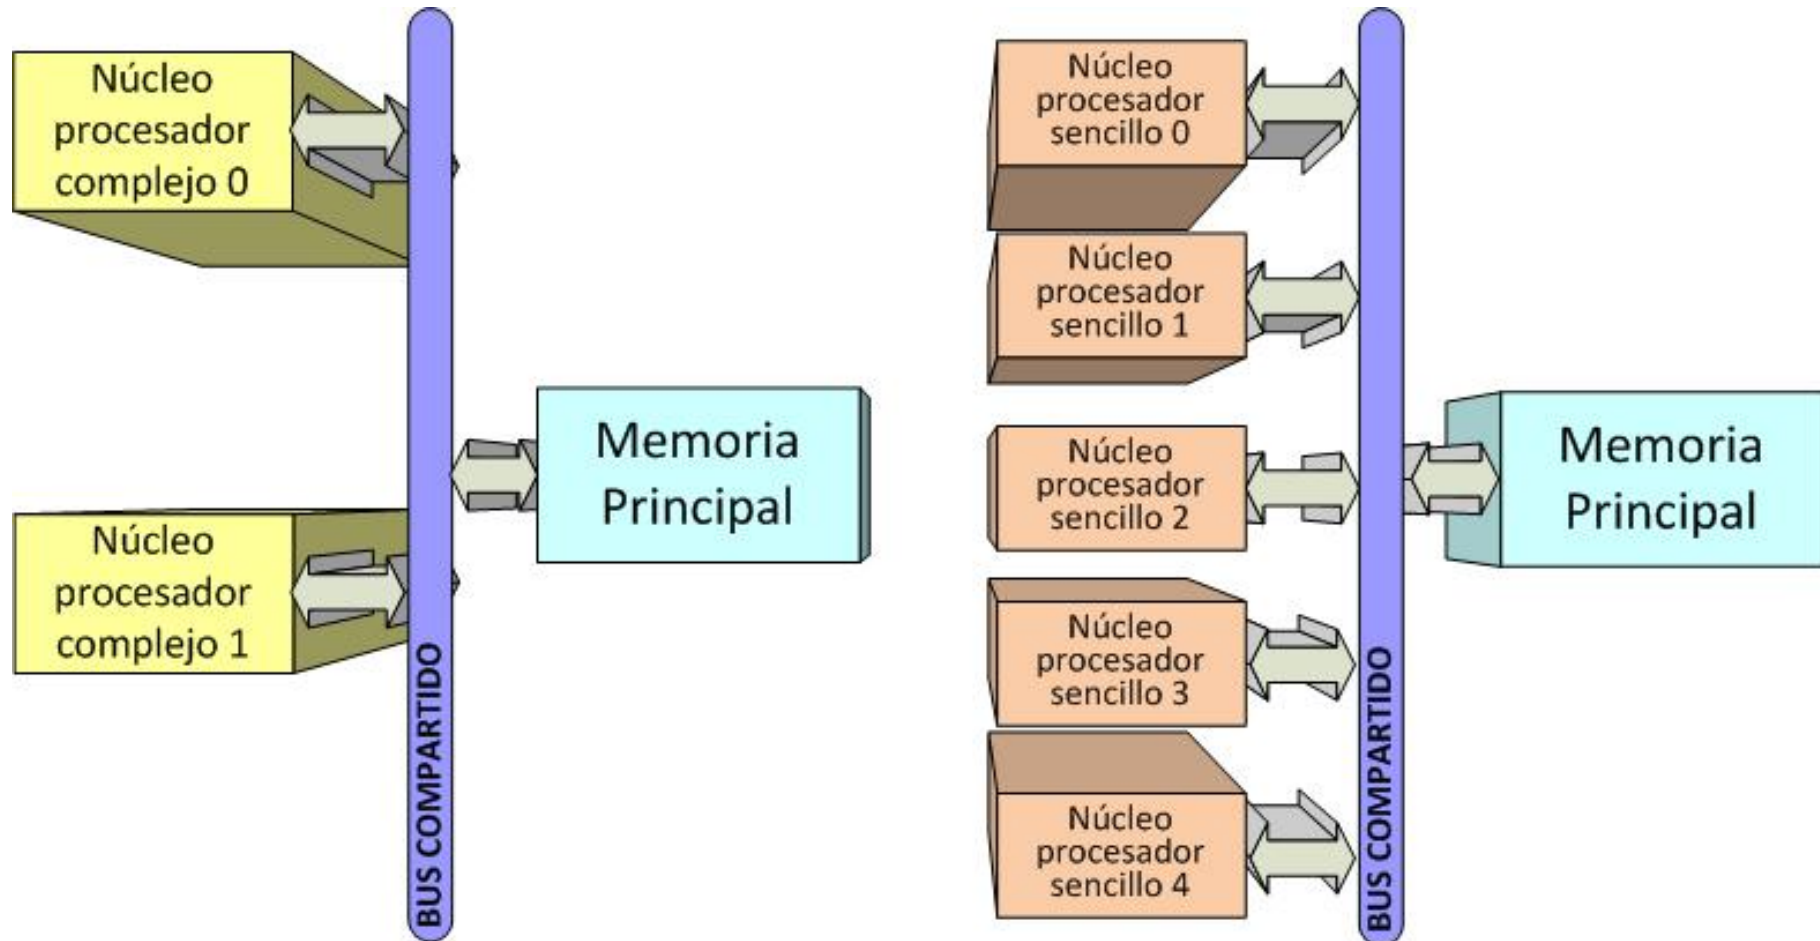 Núcleo
procesador
complejo 0
Núcleo
procesador
complejo 1
BUS COMPARTIDO
Memoria
Principal
Núcleo
procesador
sencillo 0
Núcleo
procesador
sencillo 1
Núcleo
procesador
sencillo 2
Núcleo
procesador
sencillo 3
Núcleo
procesador
sencillo 4
BUS COMPARTIDO
Memoria
Principal